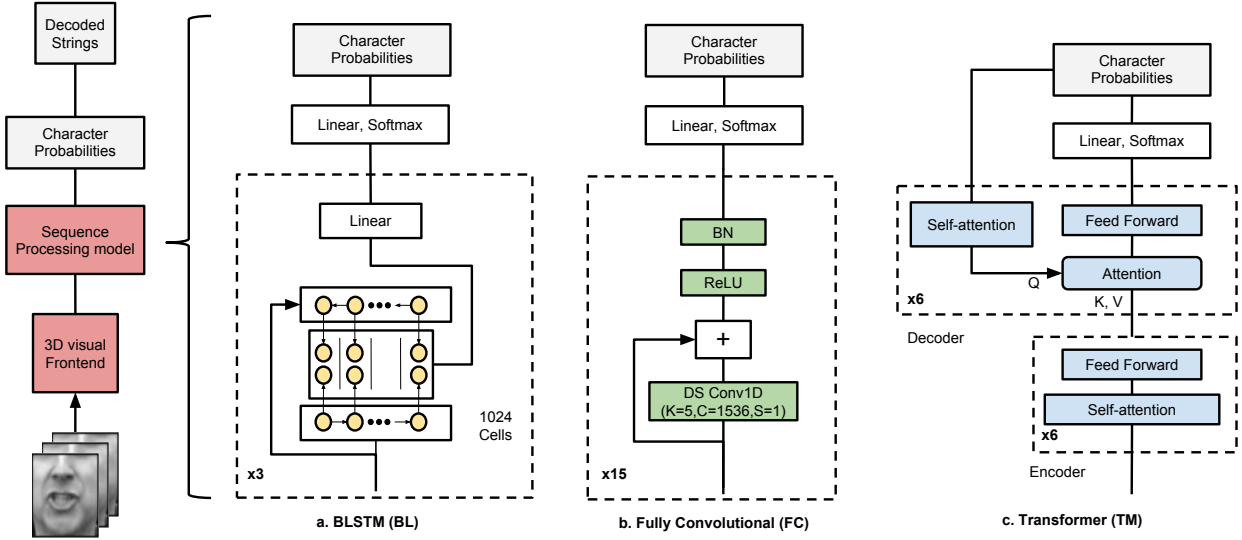 Decoded
Strings
Character
Probabilities
Sequence
Processing model
3D visual
Frontend
Character
Probabilities
Linear, Softmax
Linear
1024
Cells
x3
a. BLSTM (BL)
Character
Probabilities
Linear, Softmax
BN
ReLU
+
DS Conv1D
(K=5,C=1536,S=1)
x15
b. Fully Convolutional (FC)
Character
Probabilities
Linear, Softmax
Self-attention
Feed Forward
Attention
Q
K, V
x6
Decoder
Feed Forward
Self-attention
x6
Encoder
c. Transformer (TM)